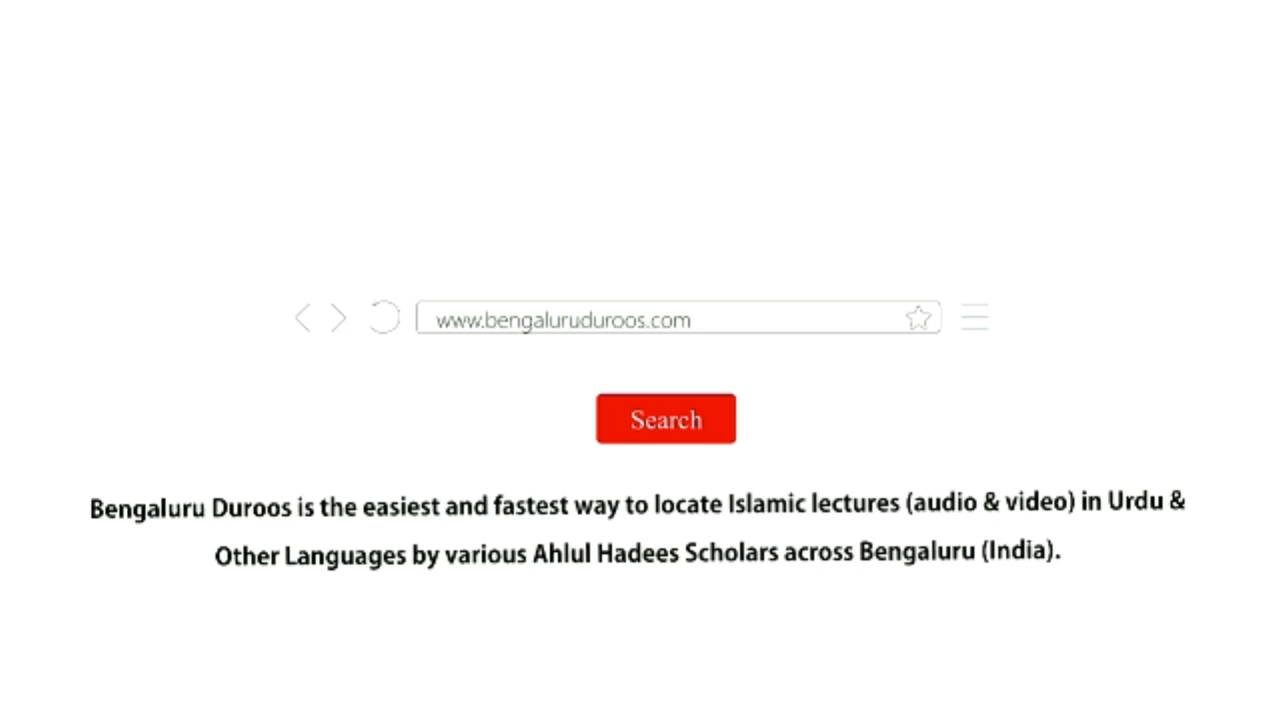 www.bengaluruduroos.com
Search
Bengaluru Duroos is the easiest and fastest way to locate Islamic lectures (audio & video) in Urdu &
Other Languages by various Ahlul Hadees Scholars across Bengaluru (India).